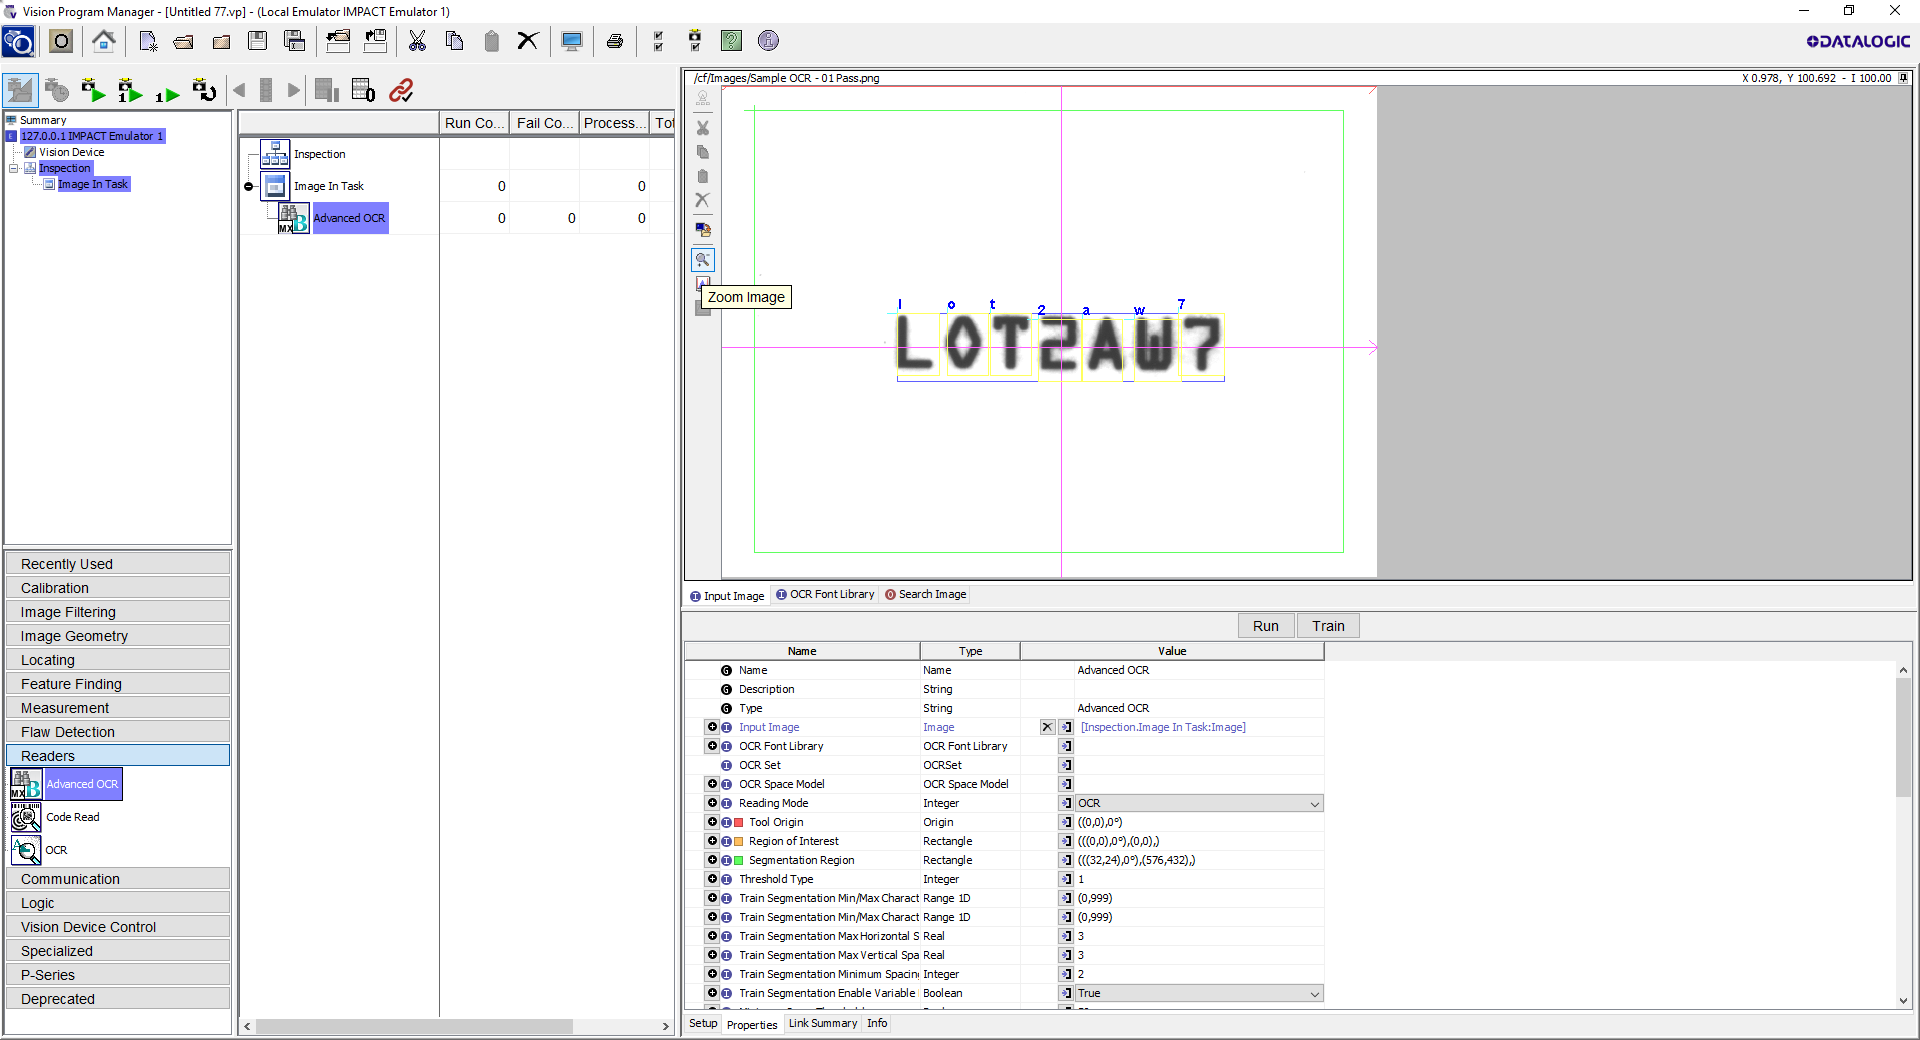 Vision Program Manager - [Untitled 77.vp] - (Local Emulator IMPACT Emulator 1)
DATALOGIC
Summary
127.0.0.1 IMPACT Emulator 1
Vision Device
Inspection
Image In Task
Recently Used
Calibration
Image Filtering
Image Geometry
Locating
Feature Finding
Measurement
Flaw Detection
Readers
Advanced OCR
Code Read
OCR
Communication
Logic
Vision Device Control
Specialized
P-Series
Deprecated
Run Co... Fail Co... Process... Tot
Inspection
Image In Task 0 0
Advanced OCR 0 0 0
/cf/Images/Sample OCR - 01 Pass.png X 0.978, Y 100.692 - I 100.00
Zoom Image
l o t 2 a w 7
LOT2AW7
Input Image OCR Font Library Search Image
Run Train
Name Type Value
Name Name Advanced OCR
Description String
Type String Advanced OCR
Input Image Image [Inspection.Image In Task:Image]
OCR Font Library OCR Font Library
OCR Set OCRSet
OCR Space Model OCR Space Model
Reading Mode Integer OCR
Tool Origin Origin ((0,0),0°)
Region of Interest Rectangle (((0,0),0°),(0,0),)
Segmentation Region Rectangle (((32,24),0°),(576,432),)
Threshold Type Integer 1
Train Segmentation Min/Max Charact Range 1D (0,999)
Train Segmentation Min/Max Charact Range 1D (0,999)
Train Segmentation Max Horizontal S Real 3
Train Segmentation Max Vertical Spa Real 3
Train Segmentation Minimum Spacing Integer 2
Train Segmentation Enable Variable Boolean True
Setup Properties Link Summary Info